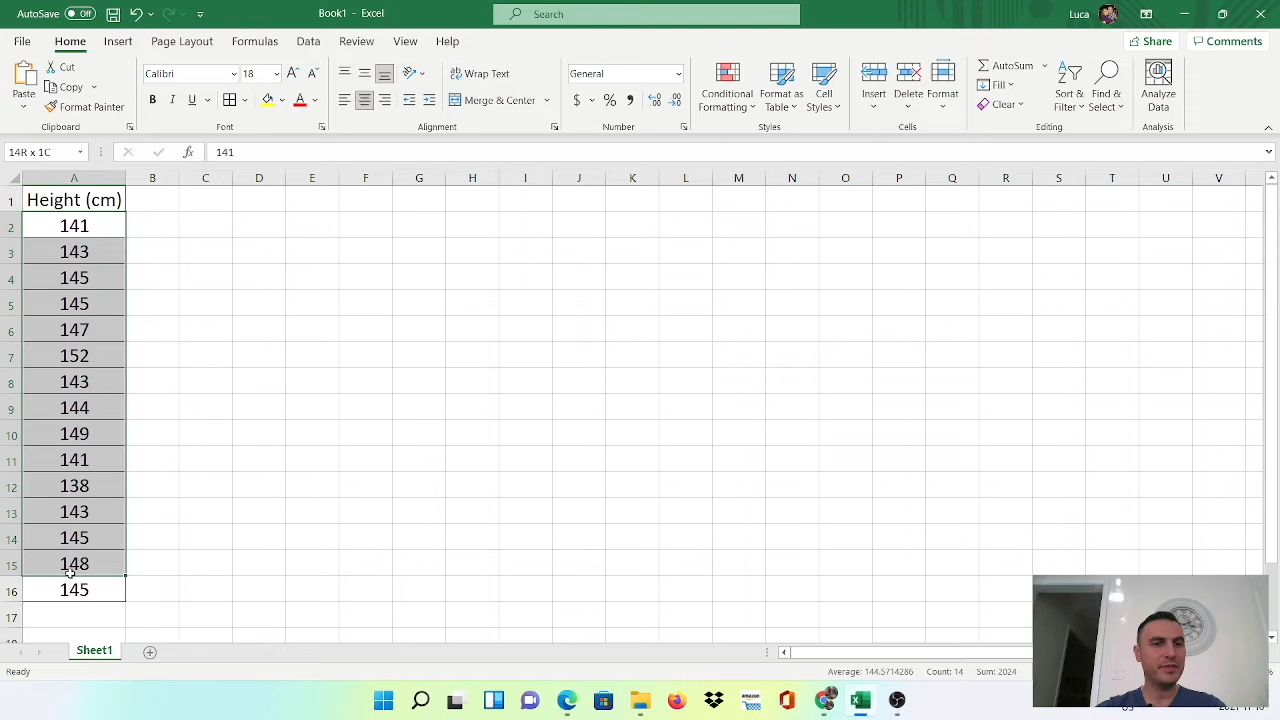 AutoSave Off Book1 - Excel Search Luca
File Home Insert Page Layout Formulas Data Review View Help Share Comments
Paste Cut Copy Format Painter Clipboard
Calibri 18 B I U A Font
Wrap Text Merge & Center Alignment
General $ % , Number
Conditional Formatting Format as Table Cell Styles Styles
Insert Delete Format Cells
AutoSum Fill Clear Sort & Filter Find & Select Editing
Analyze Data Analysis
14R x 1C fx 141
A B C D E F G H I J K L M N O P Q R S T U V
1 Height (cm)
2 141
3 143
4 145
5 145
6 147
7 152
8 143
9 144
10 149
11 141
12 138
13 143
14 145
15 148
16 145
17
Sheet1
Ready Average: 144.5714286 Count: 14 Sum: 2024
amazon